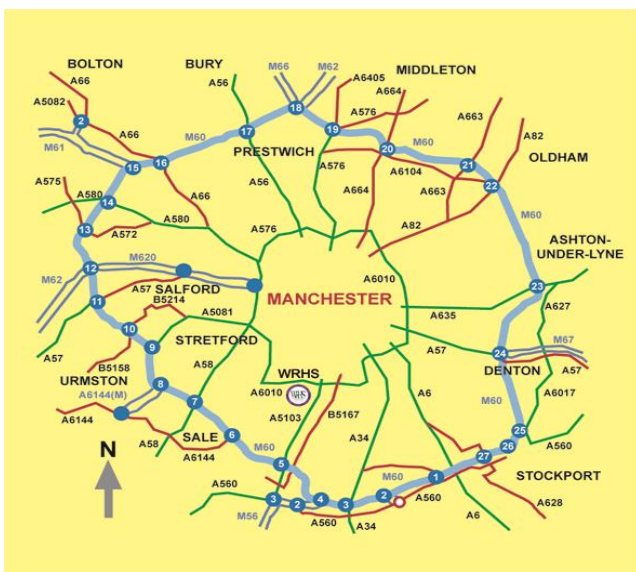 BOLTON
BURY
M66
M62
MIDDLETON
A66
A56
A6405
A664
A5082
A576
A663
2
18
A82
A66
M60
17
19
M60
M61
PRESTWICH
20
21
OLDHAM
15
16
A576
A6104
A575
A56
A663
22
A580
A66
A664
14
M60
A580
A82
13
A572
A576
ASHTON-
UNDER-LYNE
M620
A6010
12
M62
SALFORD
23
A57
MANCHESTER
A627
11
B5214
A635
A5081
10
M67
STRETFORD
A57
9
24
A57
B5158
A58
WRHS
DENTON
URMSTON
A6
A6144(M)
8
A6010
A6017
A6144
7
A5103
B5167
M60
SALE
A34
25
A58
6
A560
A6144
26
N
M60
27
5
STOCKPORT
M60
1
A560
3
2
4
3
2
A560
A628
M56
A560
A34
A6